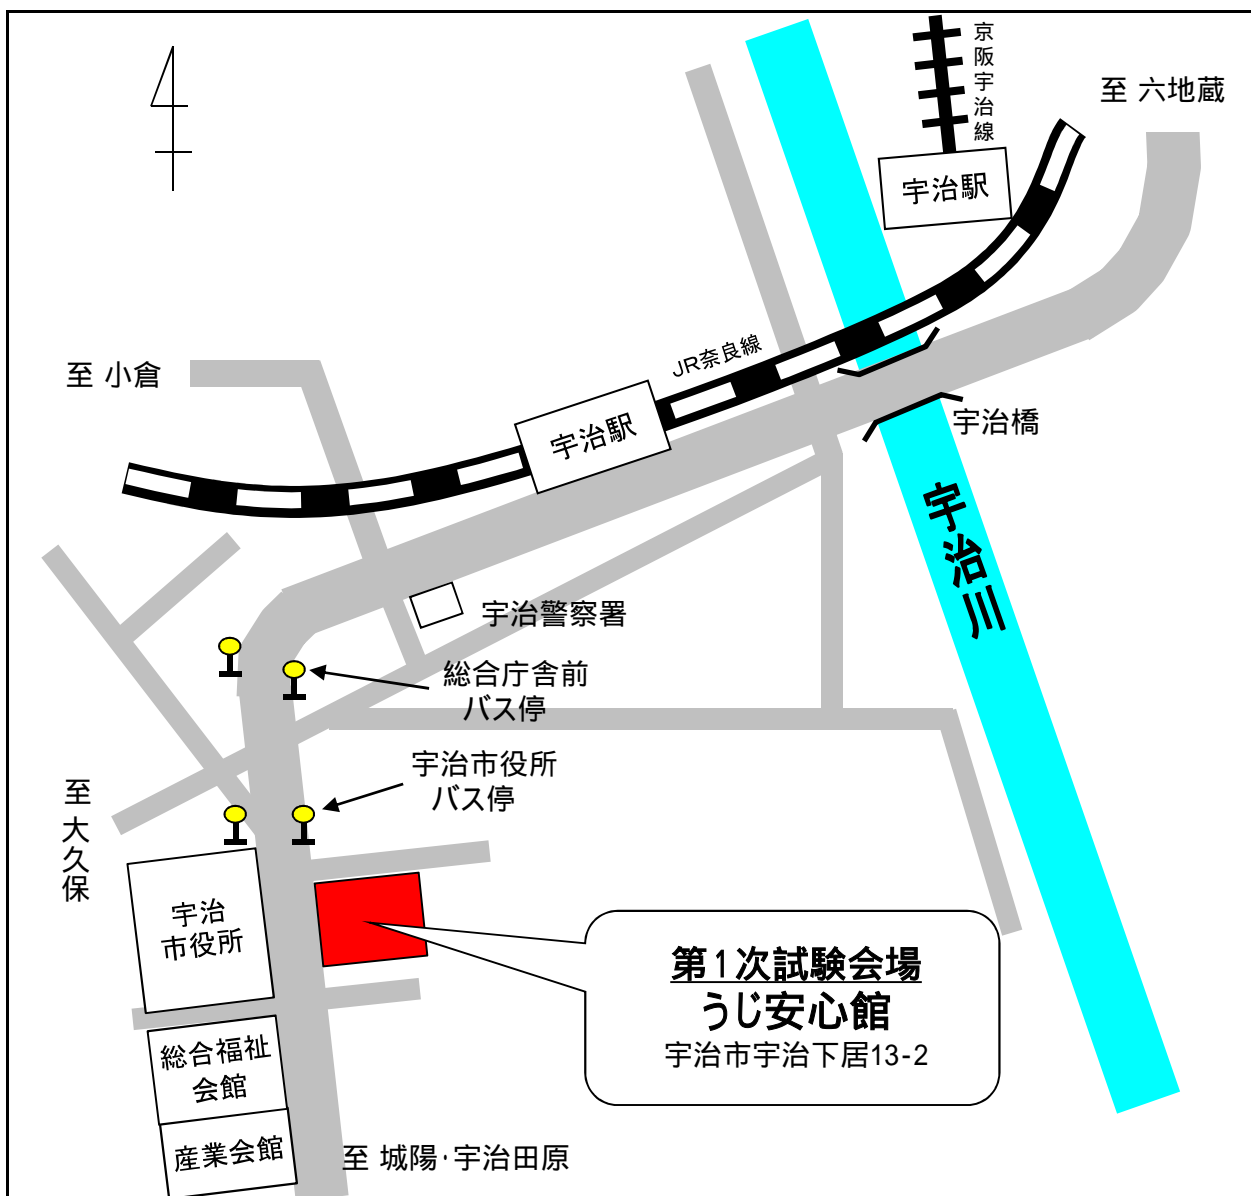 京阪宇治線
至 六地蔵
宇治駅
JR奈良線
至 小倉
宇治駅
宇治橋
宇治川
宇治警察署
総合庁舎前
バス停
宇治市役所
バス停
至 大久保
宇治
市役所
第1次試験会場
うじ安心館
宇治市宇治下居13-2
総合福祉
会館
産業会館
至 城陽･宇治田原